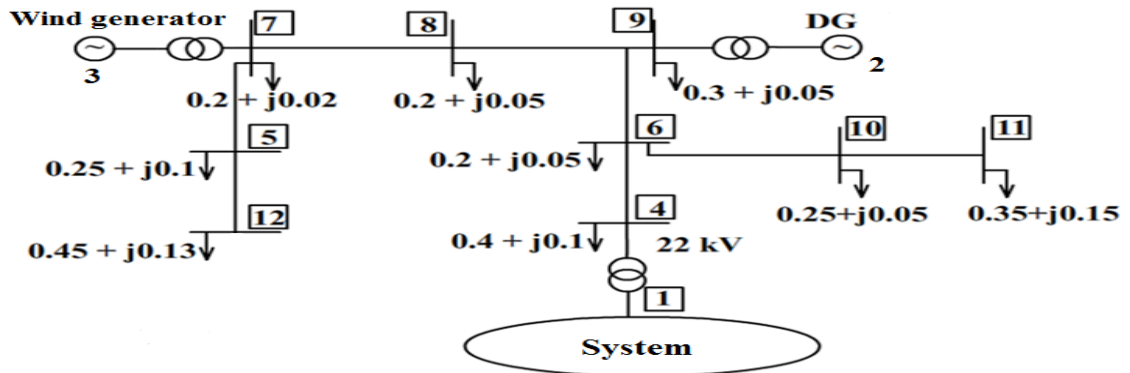 Wind generator
7
8
9
DG
~
~
3
2
0.2 + j0.02
0.2 + j0.05
0.3 + j0.05
5
6
10
11
0.25 + j0.1
0.2 + j0.05
12
4
0.25+j0.05
0.35+j0.15
0.45 + j0.13
0.4 + j0.1
22 kV
1
System